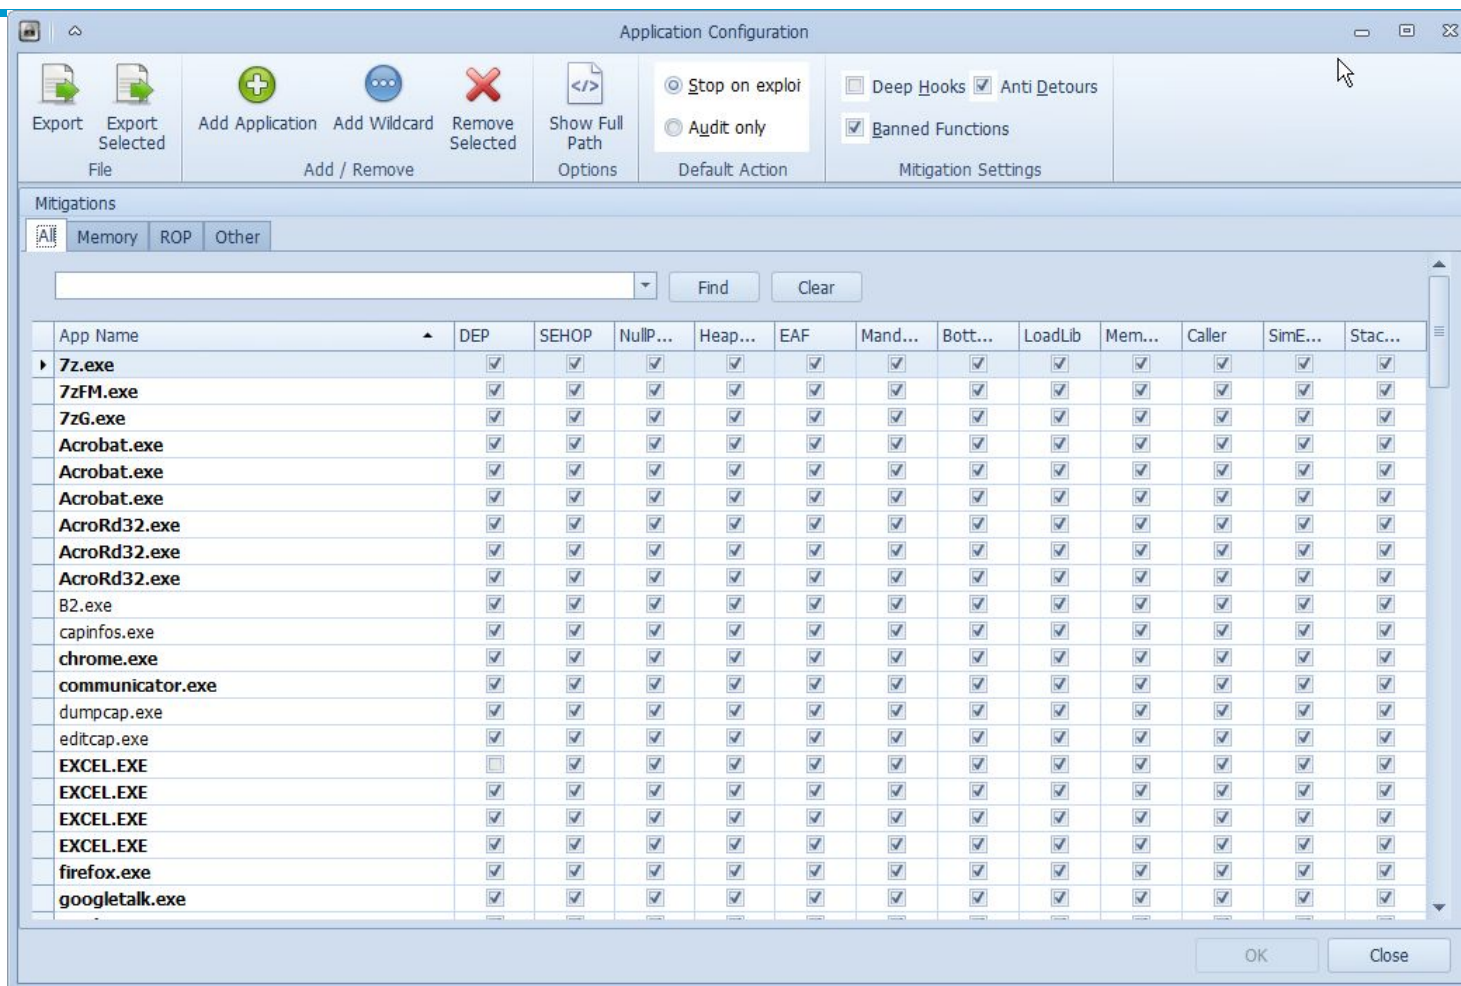 Application Configuration
Export
Export Selected
Add Application
Add Wildcard
Remove Selected
Show Full Path
Stop on exploi
Audit only
Deep Hooks
Anti Detours
Banned Functions
File
Add / Remove
Options
Default Action
Mitigation Settings
Mitigations
All Memory ROP Other
Find Clear
App Name DEP SEHOP NullP... Heap... EAF Mand... Bott... LoadLib Mem... Caller SimE... Stac...
7z.exe
7zFM.exe
7zG.exe
Acrobat.exe
Acrobat.exe
Acrobat.exe
AcroRd32.exe
AcroRd32.exe
AcroRd32.exe
B2.exe
capinfos.exe
chrome.exe
communicator.exe
dumpcap.exe
editcap.exe
EXCEL.EXE
EXCEL.EXE
EXCEL.EXE
EXCEL.EXE
firefox.exe
googletalk.exe
OK Close